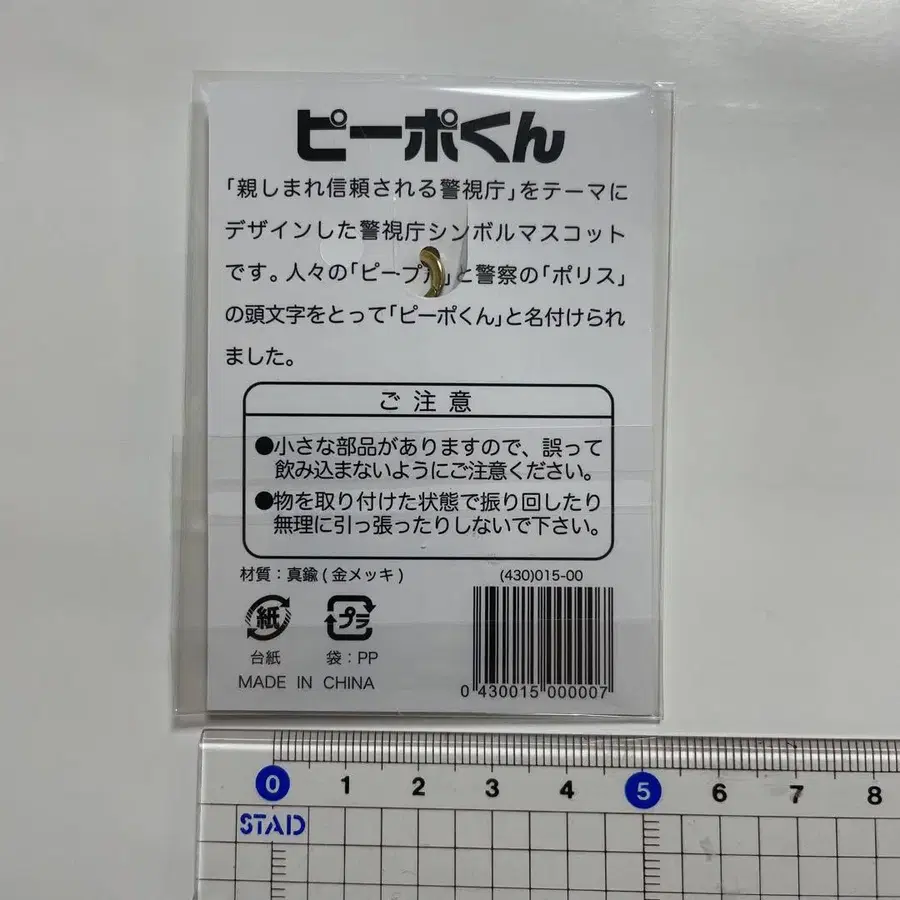 ピーポくん
「親しまれ信頼される警視庁」をテーマに
デザインした警視庁シンボルマスコット
です。人々の「ピープル」と警察の「ポリス」
の頭文字をとって「ピーポくん」と名付けられ
ました。
ご注意
●小さな部品がありますので、誤って
飲み込まないようにご注意ください。
●物を取り付けた状態で振り回したり
無理に引っ張ったりしないで下さい。
材質：真鍮(金メッキ)
(430)015-00
紙
プラ
台紙
袋：PP
MADE IN CHINA
0 430015 000007
0 1 2 3 4 5 6 7 8
STAD